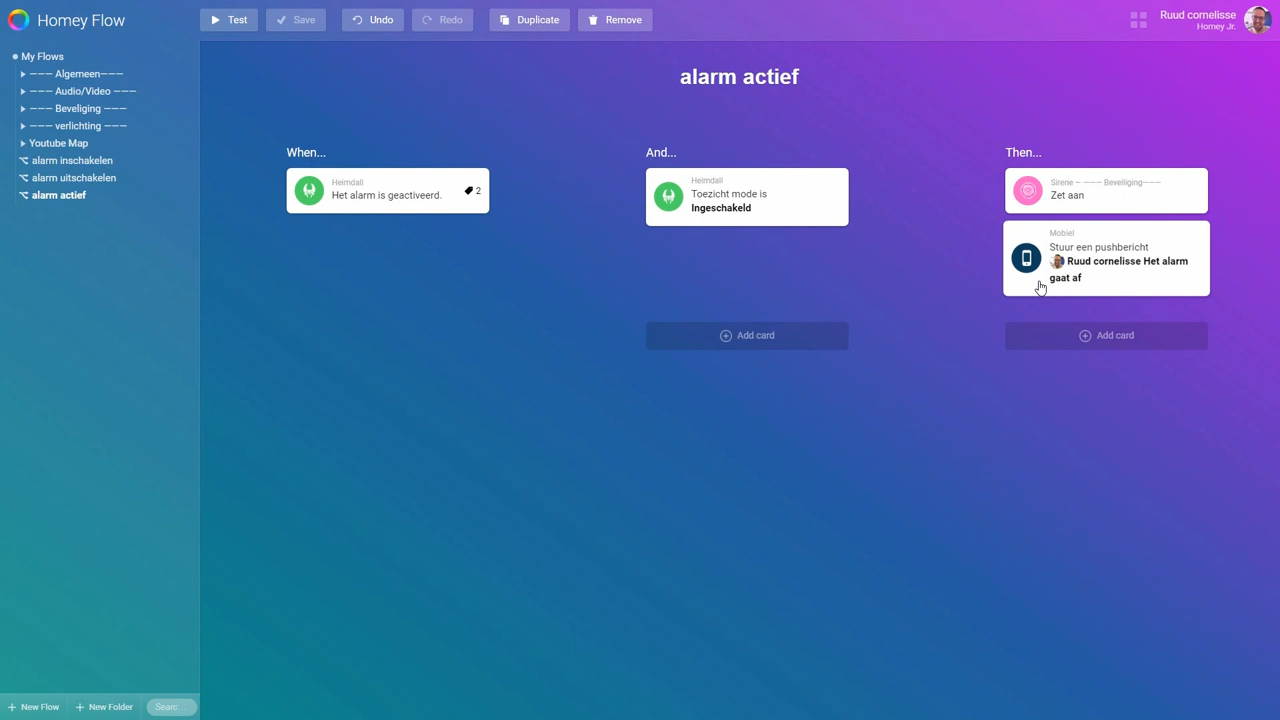 Homey Flow
Test
Save
Undo
Redo
Duplicate
Remove
Ruud cornelisse
Homey Jr.
My Flows
——— Algemeen———
——— Audio/Video ———
——— Beveliging ———
——— verlichting ———
Youtube Map
alarm inschakelen
alarm uitschakelen
alarm actief
alarm actief
When...
Heimdall
Het alarm is geactiveerd.
2
And...
Heimdall
Toezicht mode is
Ingeschakeld
Add card
Then...
Sirene — ——— Beveiliging———
Zet aan
Mobiel
Stuur een pushbericht
Ruud cornelisse Het alarm
gaat af
Add card
New Flow
New Folder
Searc...